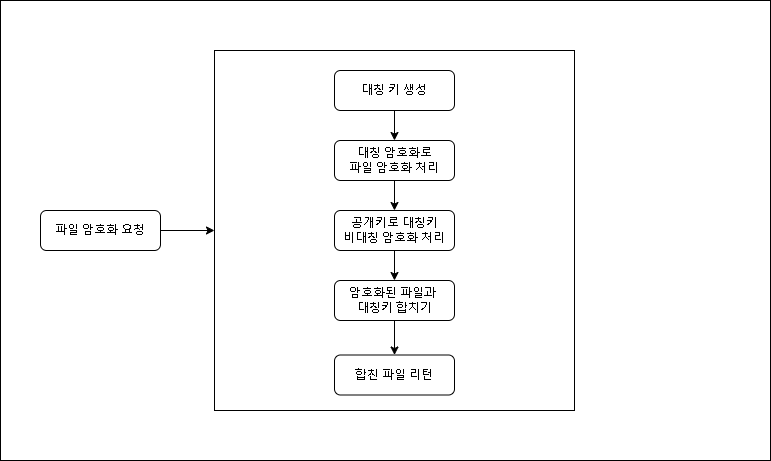 대칭 키 생성
대칭 암호화로
파일 암호화 처리
파일 암호화 요청
공개키로 대칭키
비대칭 암호화 처리
암호화된 파일과
대칭키 합치기
합친 파일 리턴